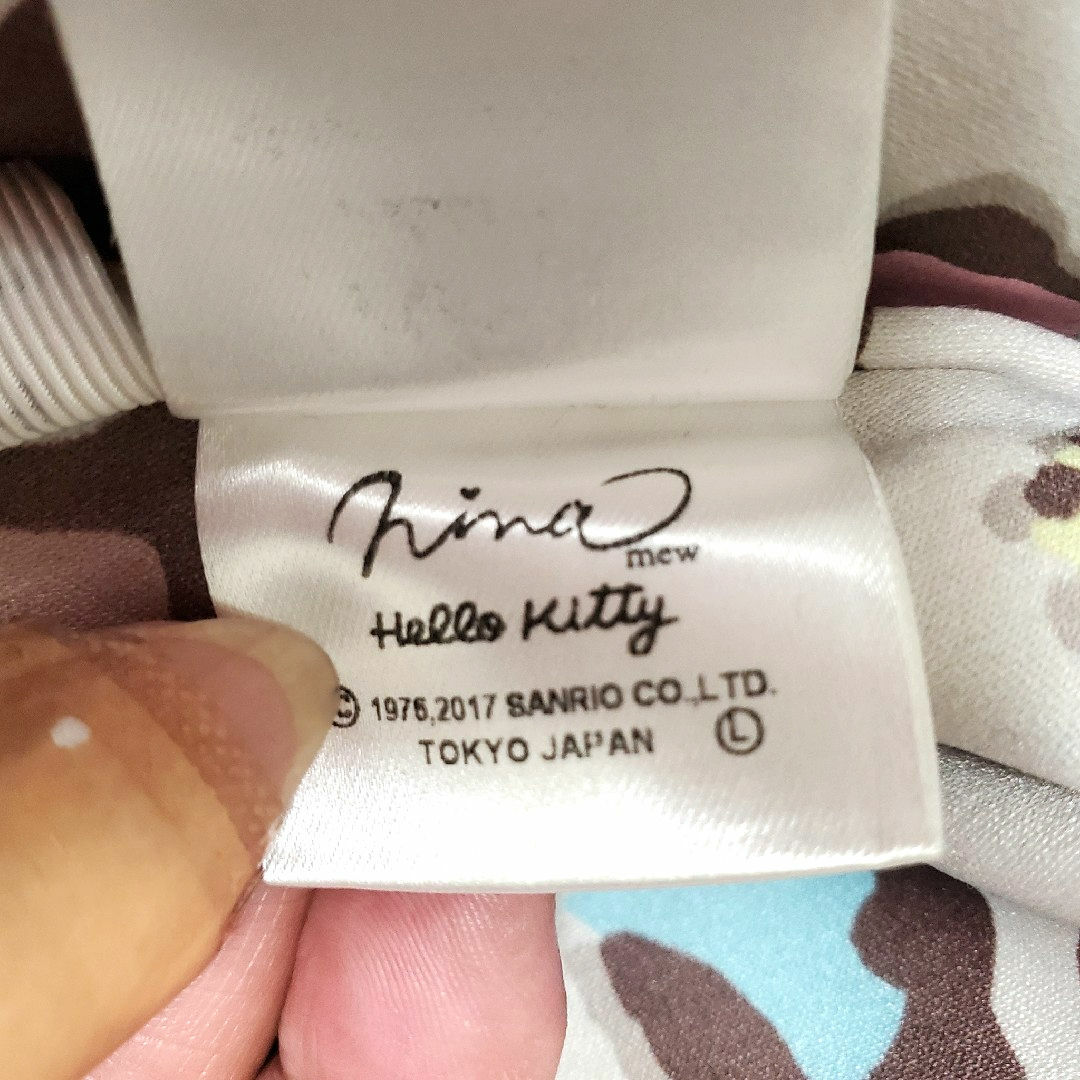 nina
mew
Hello Kitty
© 1976,2017 SANRIO CO.,LTD.
TOKYO JAPAN Ⓛ